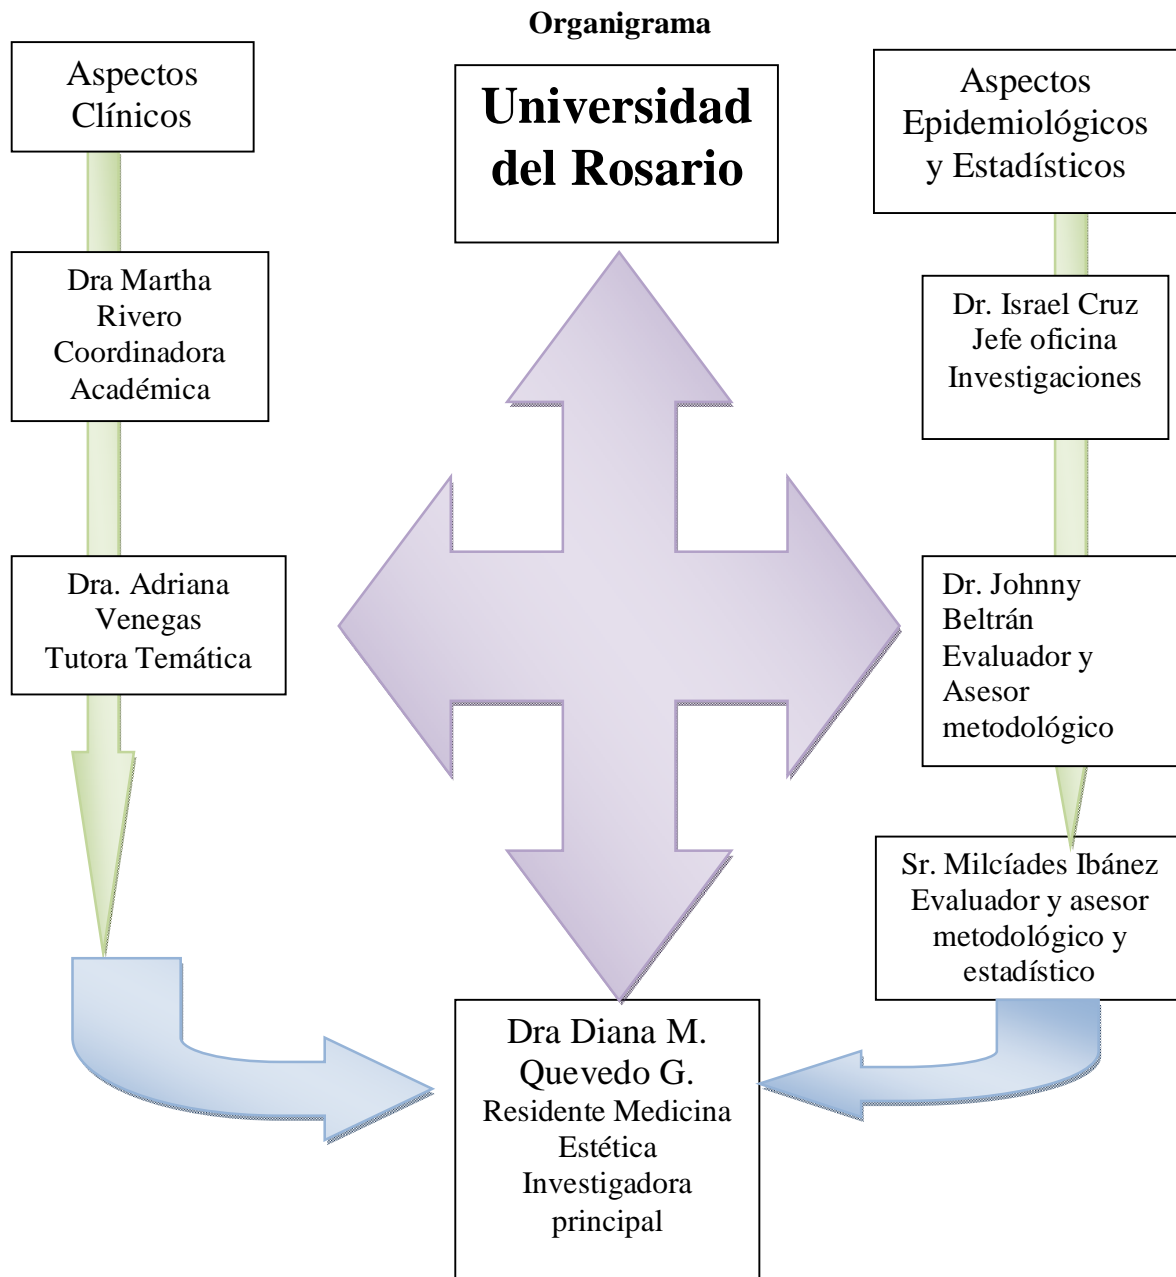 Organigrama
Aspectos
Clínicos
Universidad
del Rosario
Aspectos
Epidemiológicos
y Estadísticos
Dra Martha
Rivero
Coordinadora
Académica
Dr. Israel Cruz
Jefe oficina
Investigaciones
Dra. Adriana
Venegas
Tutora Temática
Dr. Johnny
Beltrán
Evaluador y
Asesor
metodológico
Sr. Milcíades Ibánez
Evaluador y asesor
metodológico y
estadístico
Dra Diana M.
Quevedo G.
Residente Medicina
Estética
Investigadora
principal